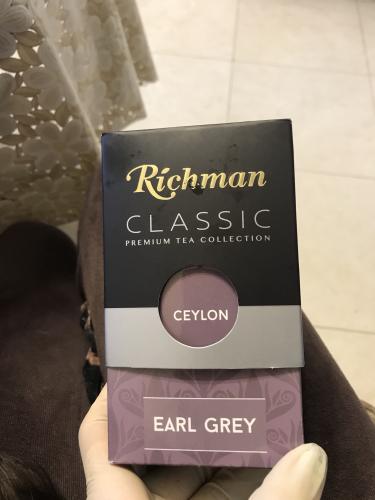 Richman
CLASSIC
PREMIUM TEA COLLECTION
CEYLON
EARL GREY